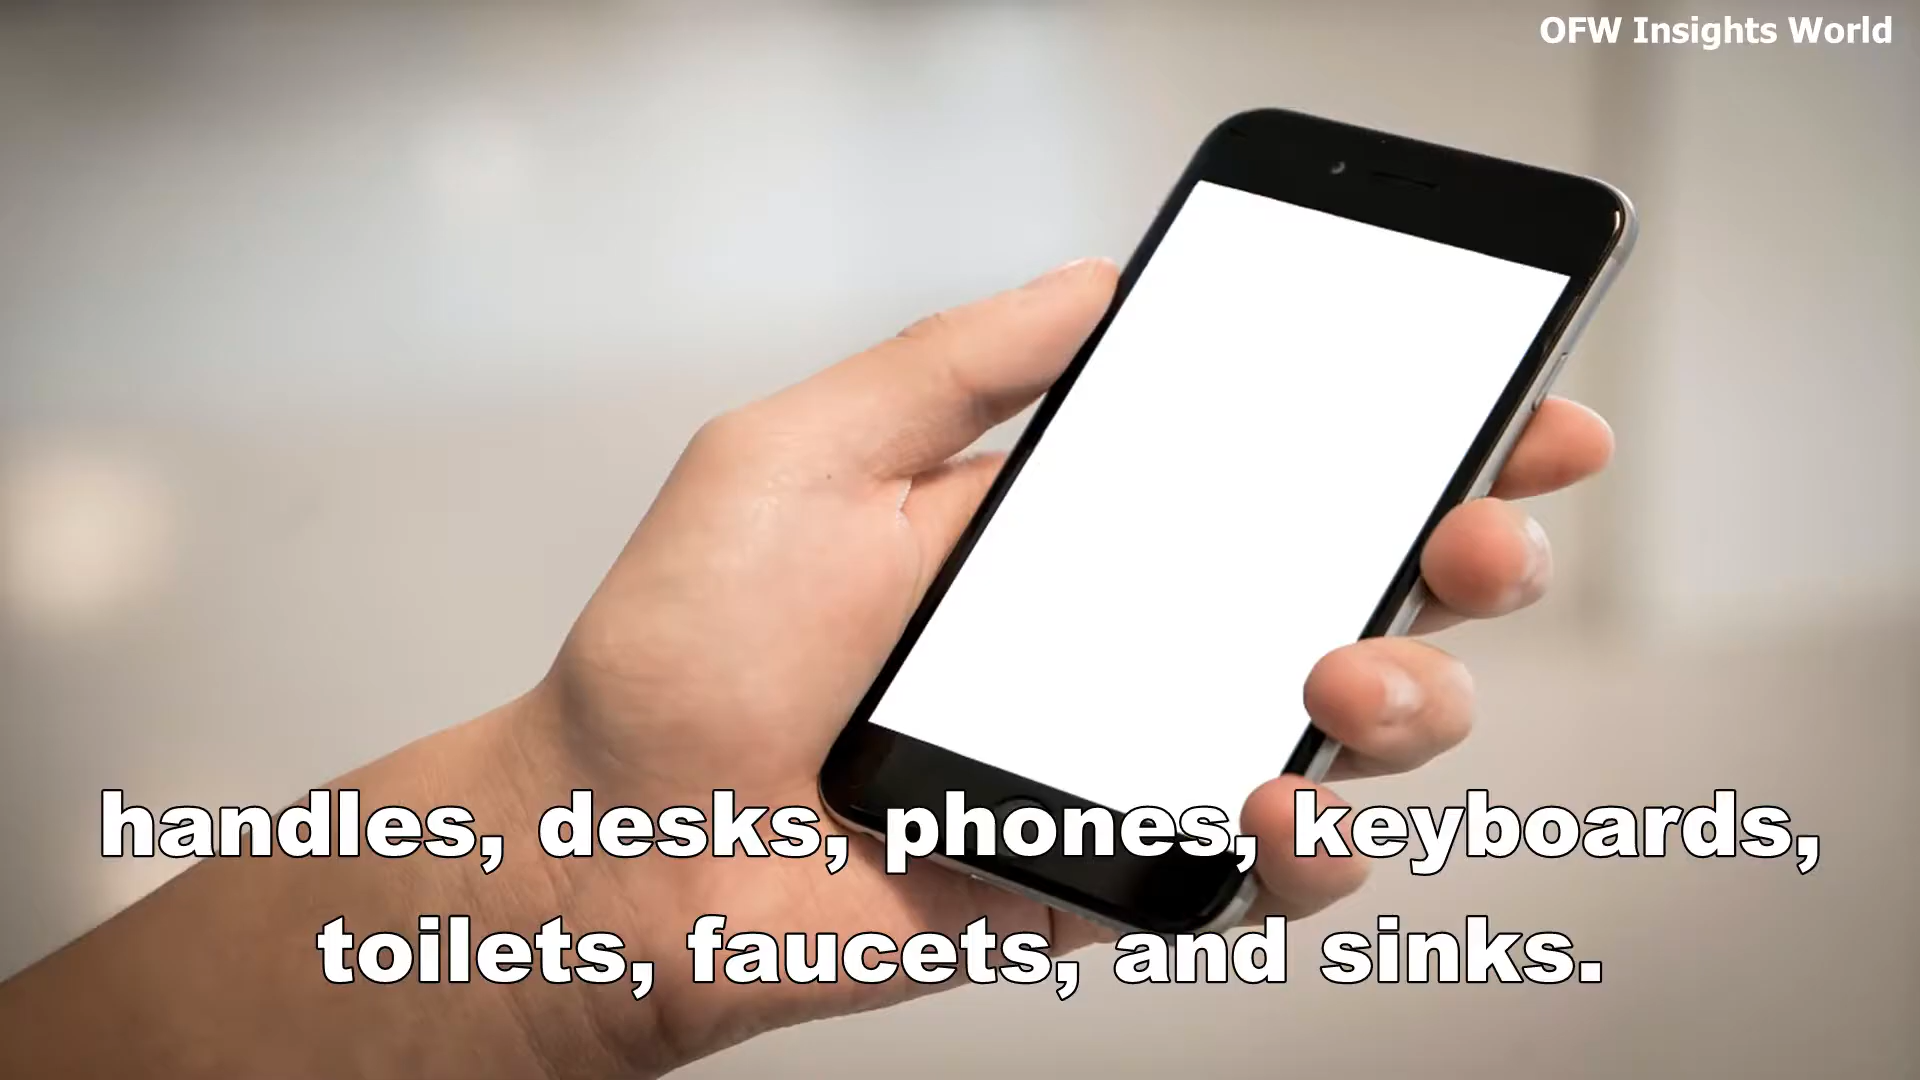 OFW Insights World
handles, desks, phones, keyboards,
toilets, faucets, and sinks.